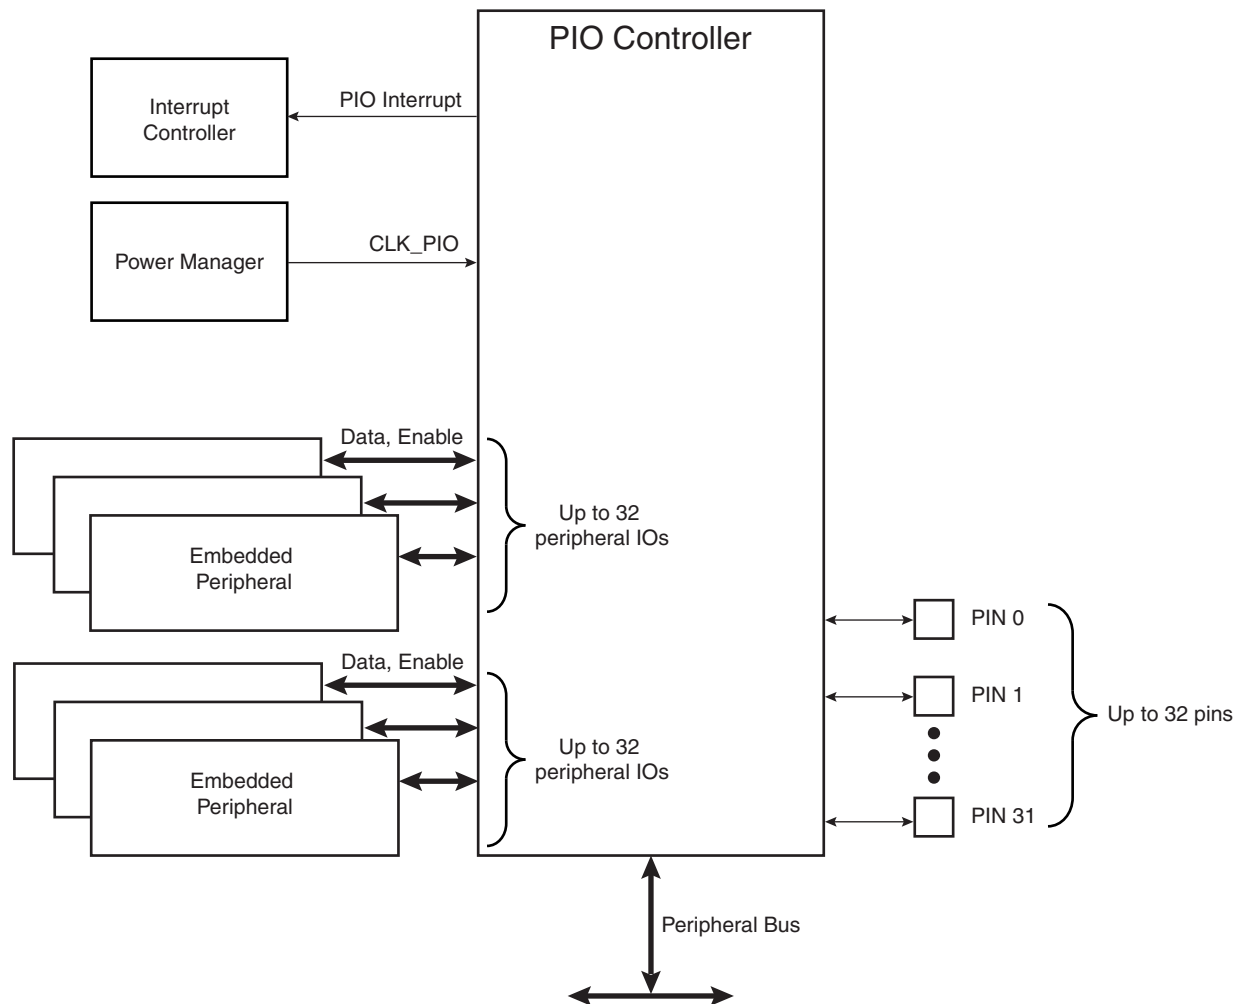 PIO Controller
PIO Interrupt
Interrupt
Controller
CLK_PIO
Power Manager
Data, Enable
Up to 32
peripheral IOs
Embedded
Peripheral
PIN 0
Data, Enable
PIN 1
Up to 32 pins
Up to 32
peripheral IOs
Embedded
Peripheral
PIN 31
Peripheral Bus